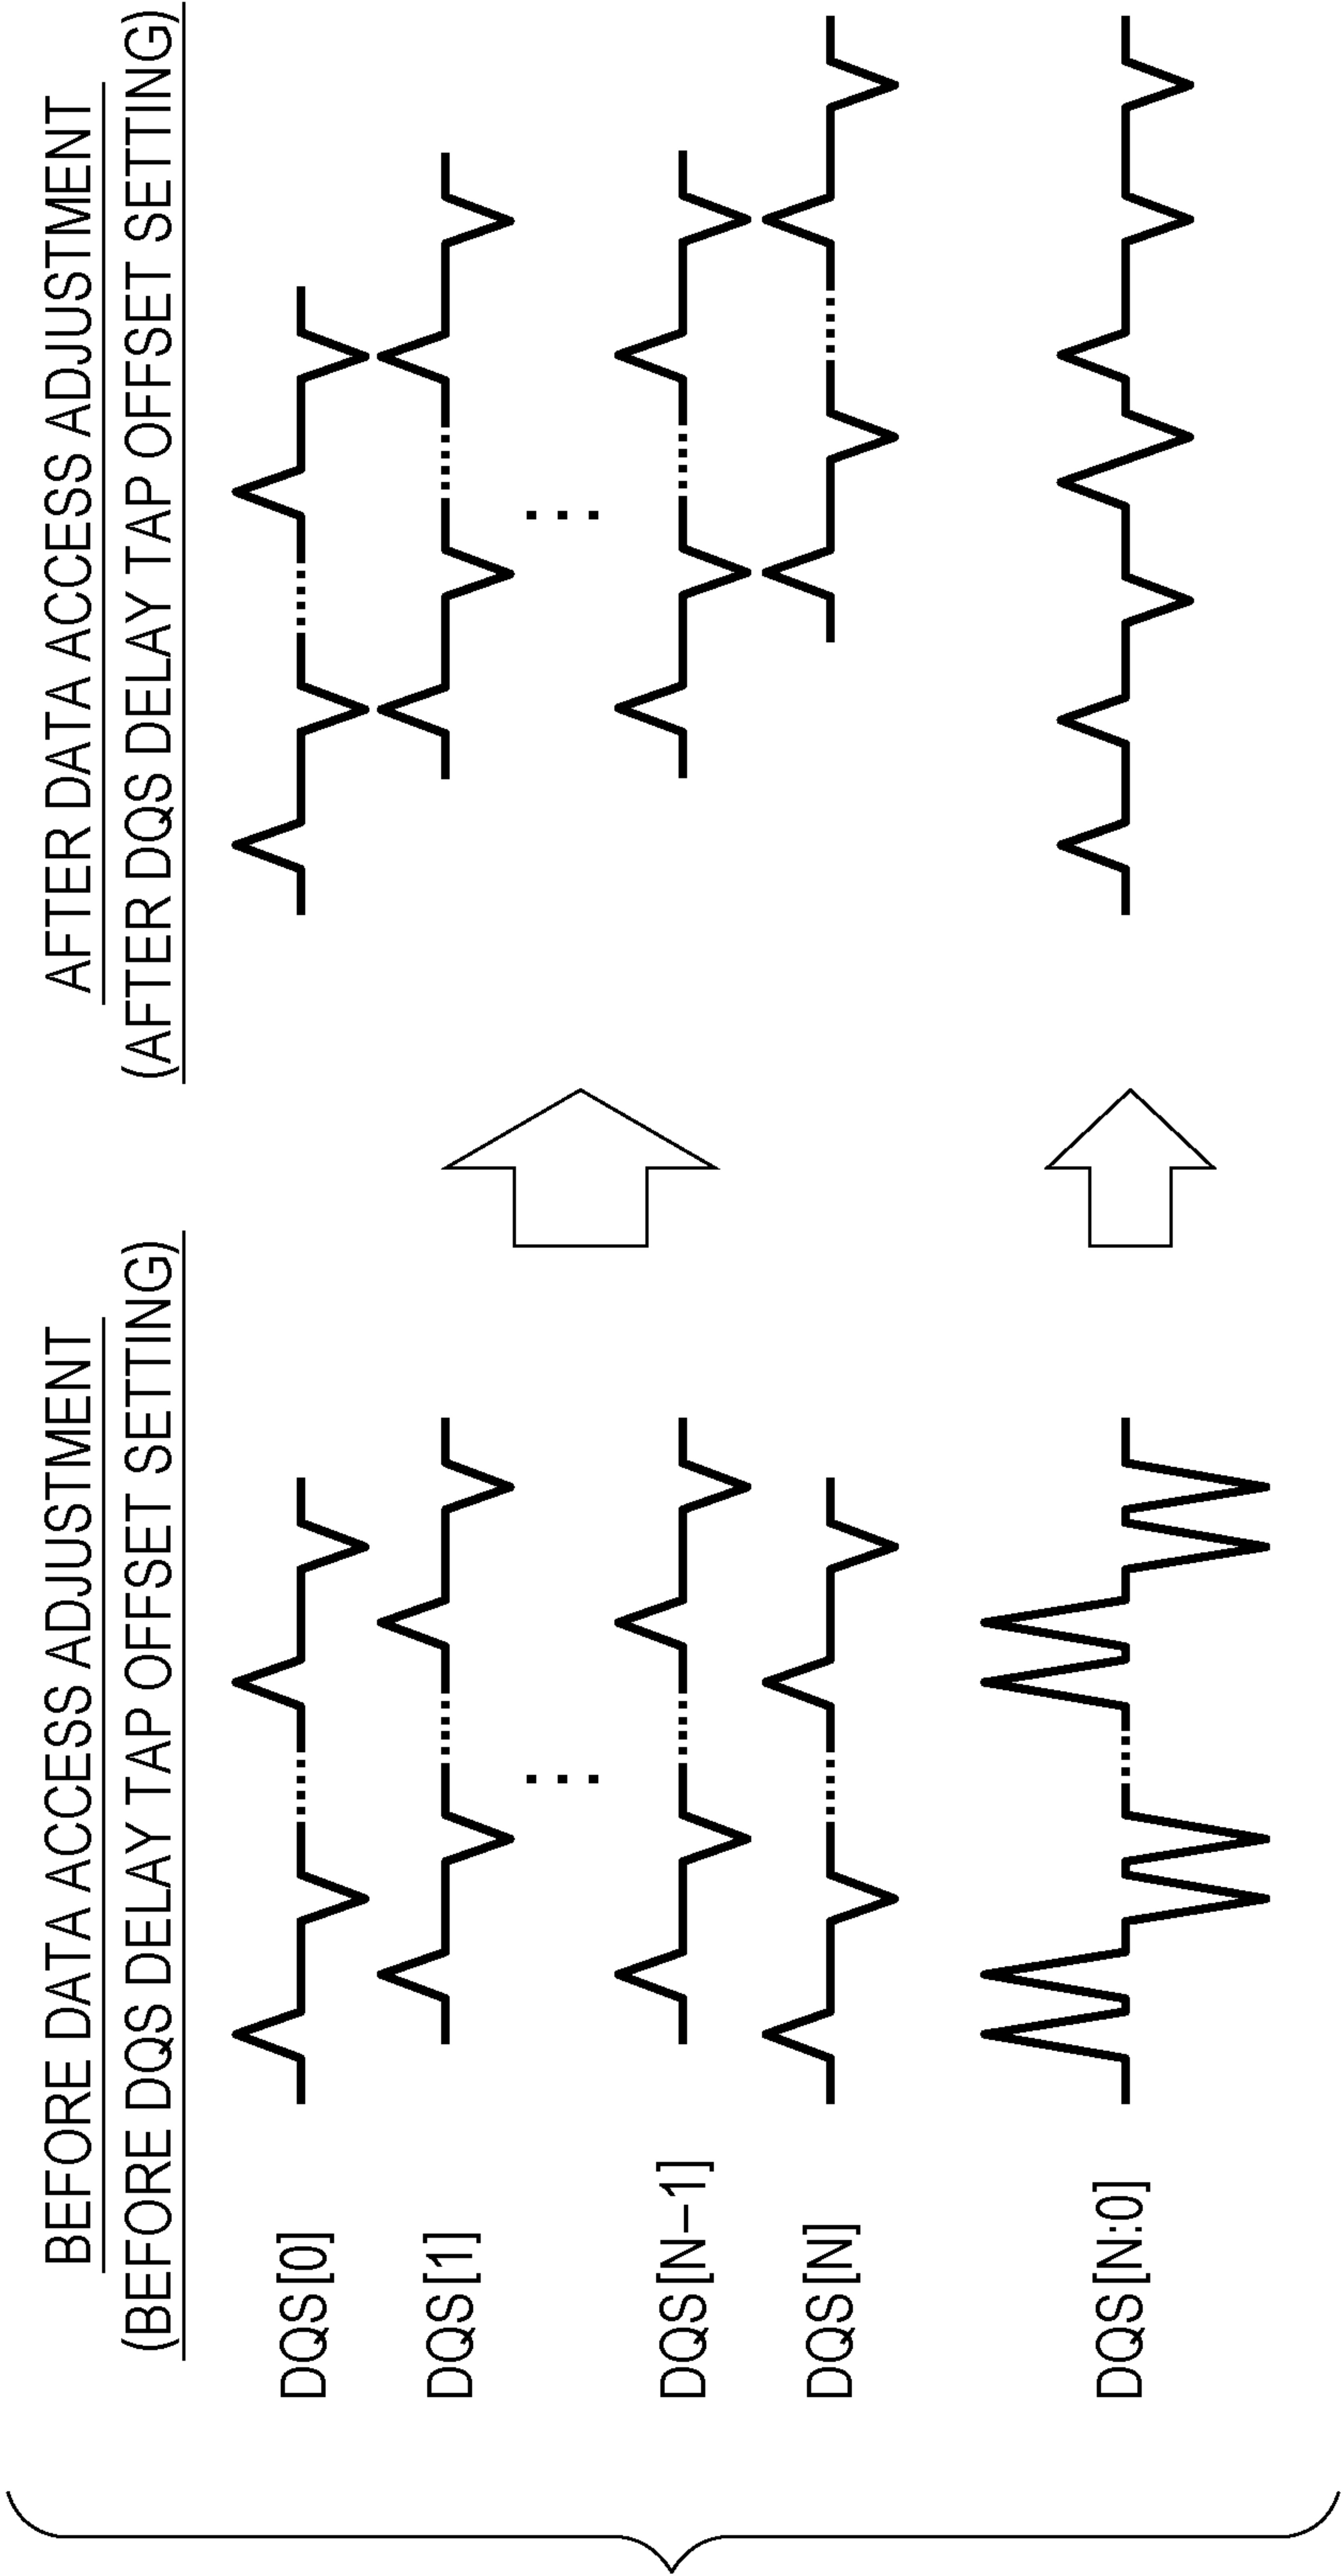 BEFORE DATA ACCESS ADJUSTMENT
(BEFORE DQS DELAY TAP OFFSET SETTING)
AFTER DATA ACCESS ADJUSTMENT
(AFTER DQS DELAY TAP OFFSET SETTING)
DQS[0]
DQS[1]
DQS[N-1]
DQS[N]
DQS[N:0]